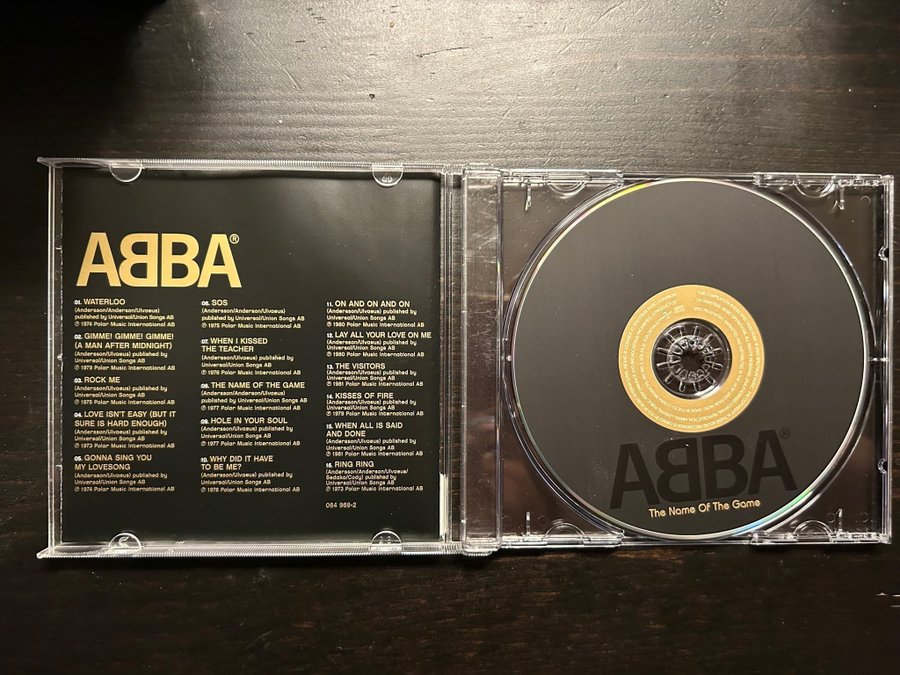 ABBA®
01. WATERLOO
(Andersson/Andersson/Ulvaeus)
published by Universal/Union Songs AB
℗ 1974 Polar Music International AB
02. GIMME! GIMME! GIMME!
(A MAN AFTER MIDNIGHT)
(Andersson/Ulvaeus) published by
Universal/Union Songs AB
℗ 1979 Polar Music International AB
03. ROCK ME
(Andersson/Ulvaeus) published by
Universal/Union Songs AB
℗ 1975 Polar Music International AB
04. LOVE ISN'T EASY (BUT IT
SURE IS HARD ENOUGH)
(Andersson/Ulvaeus) published by
Universal/Union Songs AB
℗ 1973 Polar Music International AB
05. GONNA SING YOU
MY LOVESONG
(Andersson/Ulvaeus) published by
Universal/Union Songs AB
℗ 1974 Polar Music International AB
06. SOS
(Andersson/Andersson/Ulvaeus)
published by Universal/Union Songs AB
℗ 1975 Polar Music International AB
07. WHEN I KISSED
THE TEACHER
(Andersson/Ulvaeus) published by
Universal/Union Songs AB
℗ 1976 Polar Music International AB
08. THE NAME OF THE GAME
(Andersson/Andersson/Ulvaeus)
published by Universal/Union Songs AB
℗ 1977 Polar Music International AB
09. HOLE IN YOUR SOUL
(Andersson/Ulvaeus) published by
Universal/Union Songs AB
℗ 1977 Polar Music International AB
10. WHY DID IT HAVE
TO BE ME?
(Andersson/Ulvaeus) published by
Universal/Union Songs AB
℗ 1976 Polar Music International AB
11. ON AND ON AND ON
(Andersson/Ulvaeus) published by
Universal/Union Songs AB
℗ 1980 Polar Music International AB
12. LAY ALL YOUR LOVE ON ME
(Andersson/Ulvaeus) published by
Universal/Union Songs AB
℗ 1980 Polar Music International AB
13. THE VISITORS
(Andersson/Ulvaeus) published by
Universal/Union Songs AB
℗ 1981 Polar Music International AB
14. KISSES OF FIRE
(Andersson/Ulvaeus) published by
Universal/Union Songs AB
℗ 1979 Polar Music International AB
15. WHEN ALL IS SAID
AND DONE
(Andersson/Ulvaeus) published by
Universal/Union Songs AB
℗ 1981 Polar Music International AB
16. RING RING
(Andersson/Andersson/Ulvaeus/
Sedaka/Cody) published by
Universal/Union Songs AB
℗ 1973 Polar Music International AB
064 969-2
ABBA®
The Name Of The Game